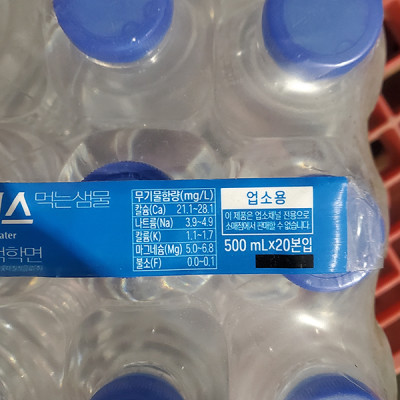 스 먹는샘물
ater
학면
무기물함량(mg/L)
칼슘(Ca) 21.1-28.1
나트륨(Na) 3.9-4.9
칼륨(K) 1.1-1.7
마그네슘(Mg) 5.0-6.8
불소(F) 0.0-0.1
업소용
이 제품은 업소채널 전용으로
소매점에서 판매할 수 없습니다.
500 mL×20본입